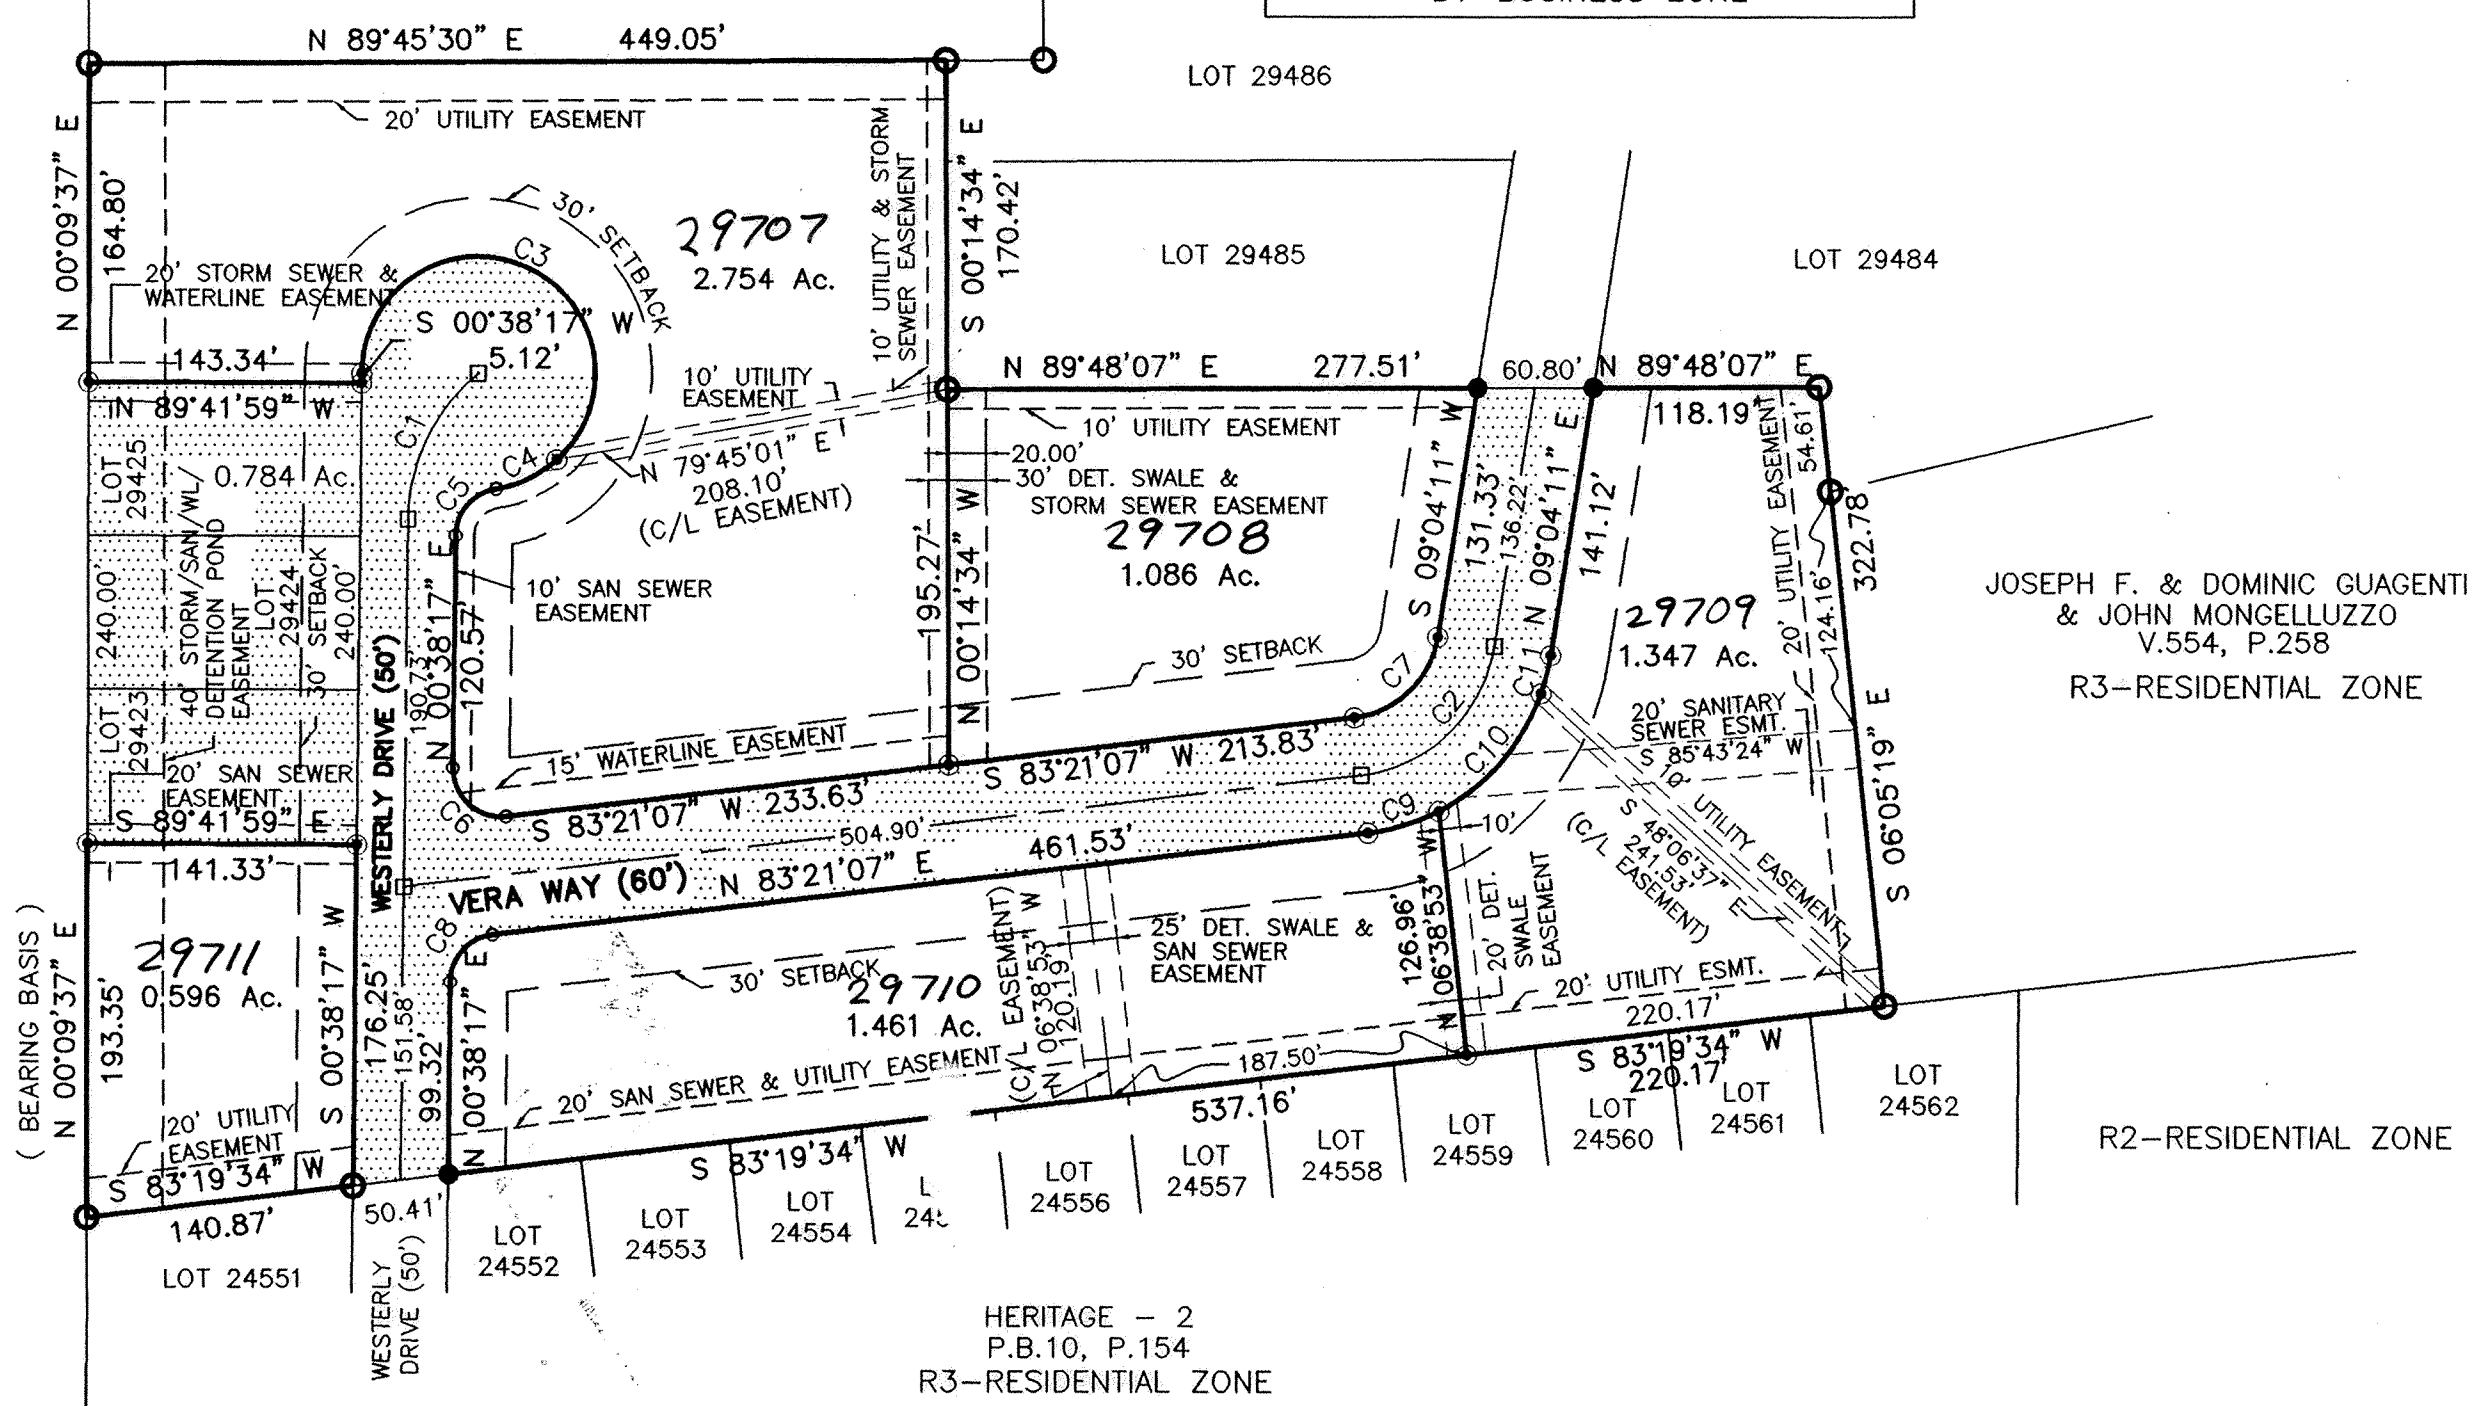 N 89°45'30" E 449.05'
LOT 29486
20' UTILITY EASEMENT
N 00°09'37" E
164.80'
10' UTILITY & STORM
SEWER EASEMENT
S 00°14'34" E
170.42'
30' SETBACK
C3
29707
2.754 Ac.
LOT 29485
LOT 29484
20' STORM SEWER &
WATERLINE EASEMENT
S 00°38'17" W
5.12'
143.34'
N 89°41'59" W
10' UTILITY
EASEMENT
N 89°48'07" E 277.51'
60.80'
N 89°48'07" E
118.19'
C1
C4
C5
N 79°45'01" E
208.10'
(C/L EASEMENT)
10' UTILITY EASEMENT
20.00'
30' DET. SWALE &
STORM SEWER EASEMENT
29708
1.086 Ac.
S 09°04'11" W
131.33'
136.22'
N 09°04'11" E
141.12'
20' UTILITY EASEMENT
54.61'
322.78'
LOT
29425
0.784 Ac.
40' STORM/SAN/WL/
DETENTION POND
EASEMENT
LOT
29424
30' SETBACK
240.00'
240.00'
LOT
29423
10' SAN SEWER
EASEMENT
N 00°38'17" E
120.57'
190.73'
WESTERLY DRIVE (50')
195.27'
N 00°14'34" W
29709
1.347 Ac.
20' UTILITY EASEMENT
124.16'
S 06°05'19" E
JOSEPH F. & DOMINIC GUAGENTI
& JOHN MONGELLUZZO
V.554, P.258
R3-RESIDENTIAL ZONE
30' SETBACK
C7
C2
C11
C10
20' SANITARY
SEWER ESMT.
S 85°43'24" W
15' WATERLINE EASEMENT
S 83°21'07" W 213.83'
20' SAN SEWER
EASEMENT
S 89°41'59" E
141.33'
C6
S 83°21'07" W 233.63'
504.90'
461.53'
C9
10'
10' UTILITY EASEMENT
S 48°06'37" E
241.53'
(C/L EASEMENT)
VERA WAY (60') N 83°21'07" E
C8
( BEARING BASIS )
N 00°09'37" E
193.35'
29711
0.596 Ac.
S 00°38'17" W
176.25'
151.58'
99.32'
N 00°38'17" E
30' SETBACK
29710
1.461 Ac.
(C/L EASEMENT)
N 06°38'53" W
120.19'
25' DET. SWALE &
SAN SEWER
EASEMENT
126.96'
N 06°38'53" W
20' DET.
SWALE
EASEMENT
20' UTILITY ESMT.
220.17'
S 83°19'34" W
220.17'
20' SAN SEWER & UTILITY EASEMENT
187.50'
537.16'
20' UTILITY
EASEMENT
S 83°19'34" W
140.87'
50.41'
S 83°19'34" W
LOT
24562
LOT
24561
LOT
24560
LOT
24559
LOT
24558
LOT
24557
LOT
24556
LOT
24554
LOT
24553
LOT
24552
LOT 24551
R2-RESIDENTIAL ZONE
WESTERLY
DRIVE (50')
HERITAGE - 2
P.B.10, P.154
R3-RESIDENTIAL ZONE